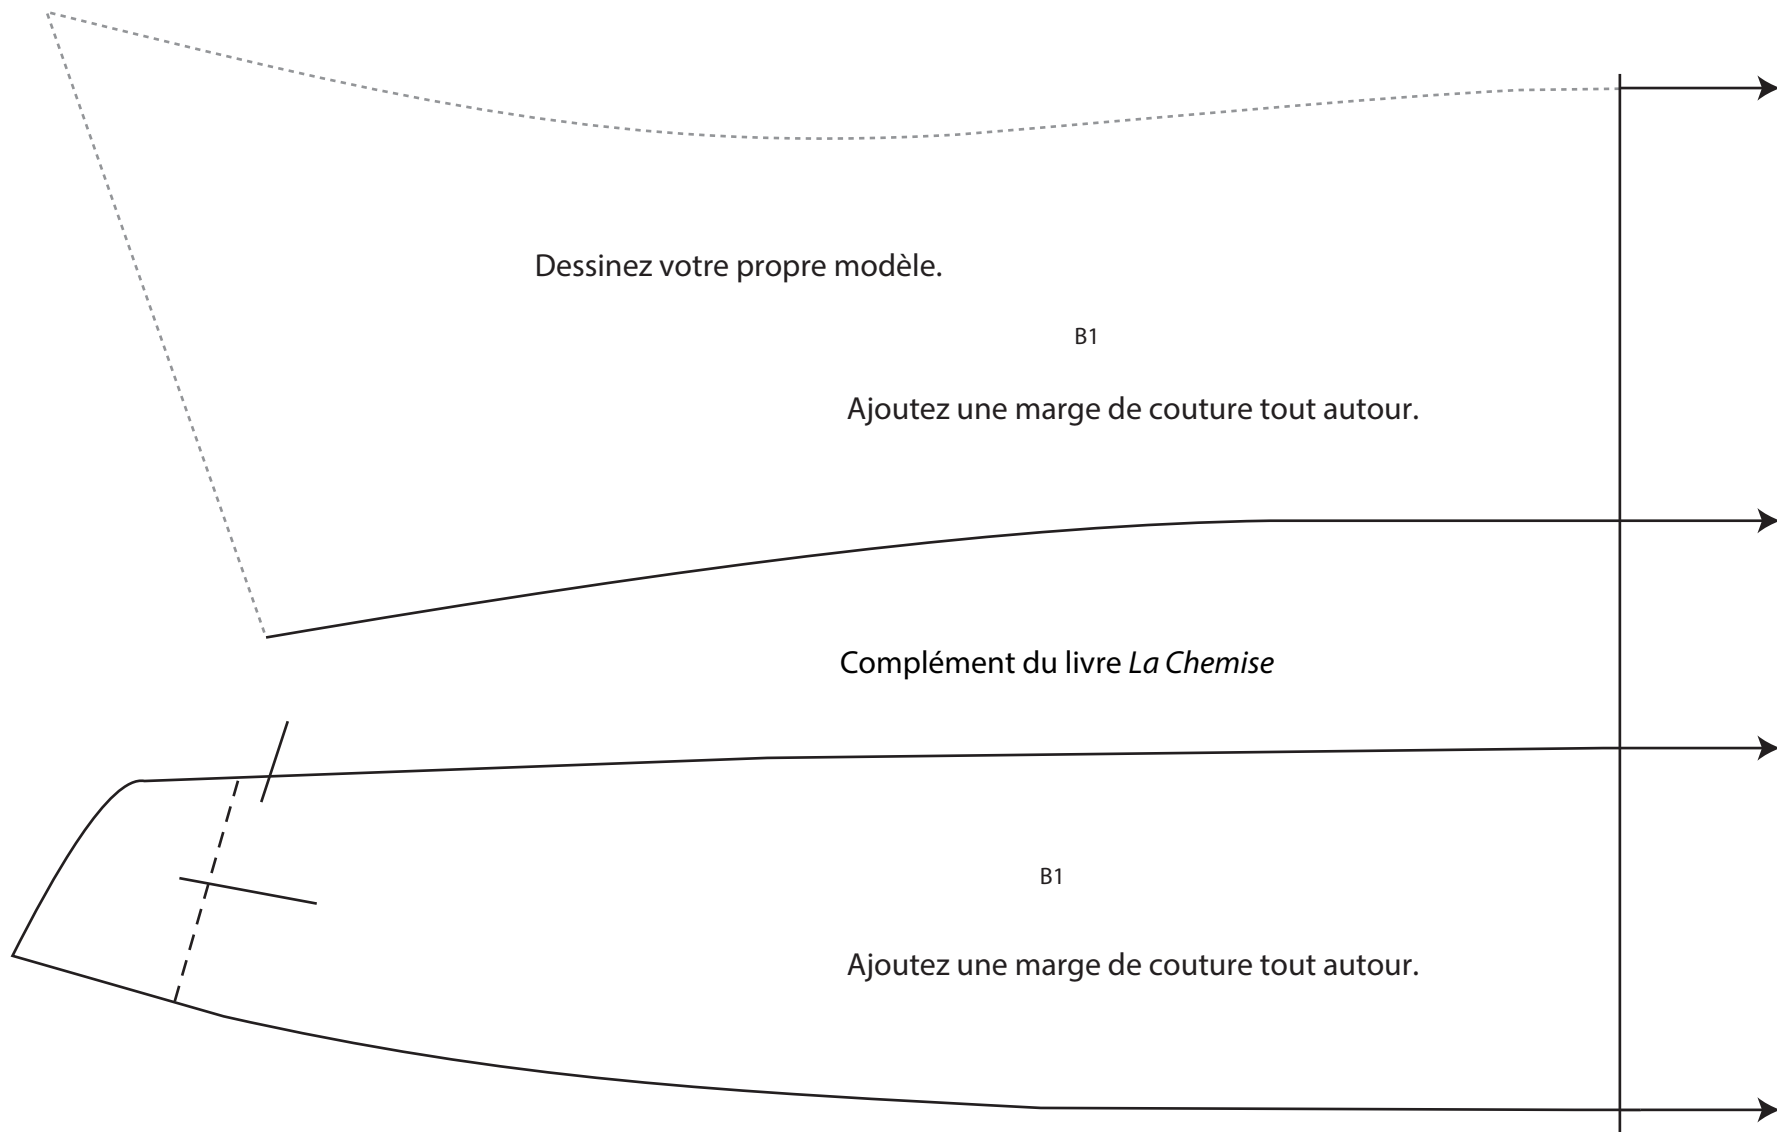 Dessinez votre propre modèle.
B1
Ajoutez une marge de couture tout autour.
Complément du livre La Chemise
B1
Ajoutez une marge de couture tout autour.